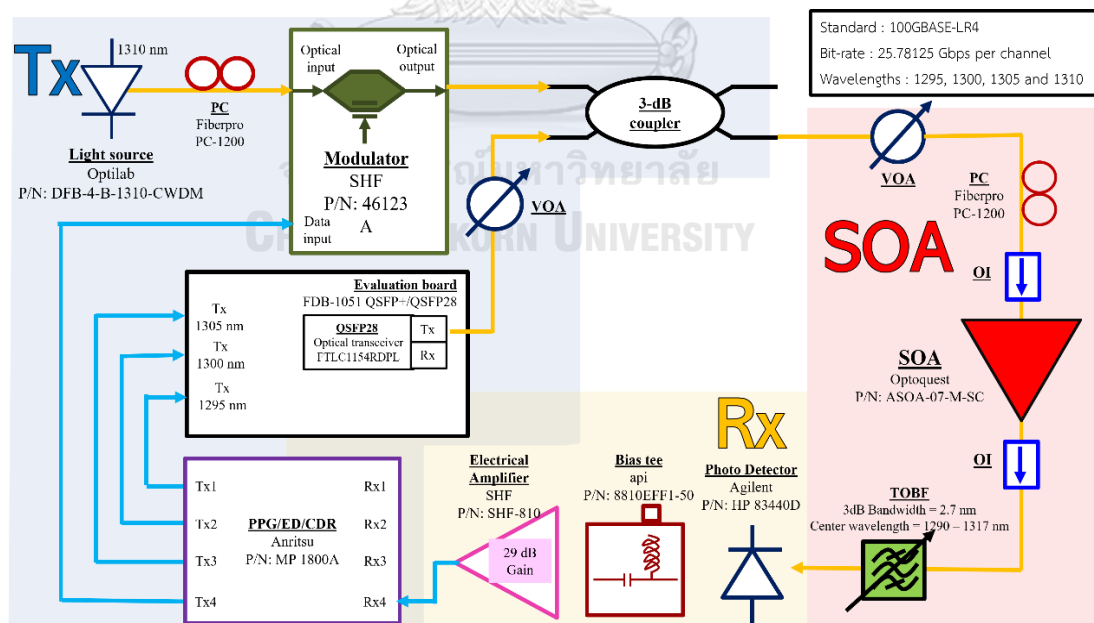 Tx
1310 nm
Light source
Optilab
P/N: DFB-4-B-1310-CWDM
PC
Fiberpro
PC-1200
Optical input
Optical output
Modulator
SHF
P/N: 46123
A
Data input
3-dB
coupler
VOA
Standard : 100GBASE-LR4
Bit-rate : 25.78125 Gbps per channel
Wavelengths : 1295, 1300, 1305 and 1310
VOA
PC
Fiberpro
PC-1200
SOA
OI
SOA
Optoquest
P/N: ASOA-07-M-SC
OI
TOBF
3dB Bandwidth = 2.7 nm
Center wavelength = 1290 – 1317 nm
Evaluation board
FDB-1051 QSFP+/QSFP28
QSFP28
Optical transceiver
FTLC1154RDPL
Tx
Rx
Tx
1305 nm
Tx
1300 nm
Tx
1295 nm
Rx
Photo Detector
Agilent
P/N: HP 83440D
Bias tee
api
P/N: 8810EFF1-50
Electrical
Amplifier
SHF
P/N: SHF-810
29 dB
Gain
PPG/ED/CDR
Anritsu
P/N: MP 1800A
Tx1
Tx2
Tx3
Tx4
Rx1
Rx2
Rx3
Rx4
UNIVERSITY